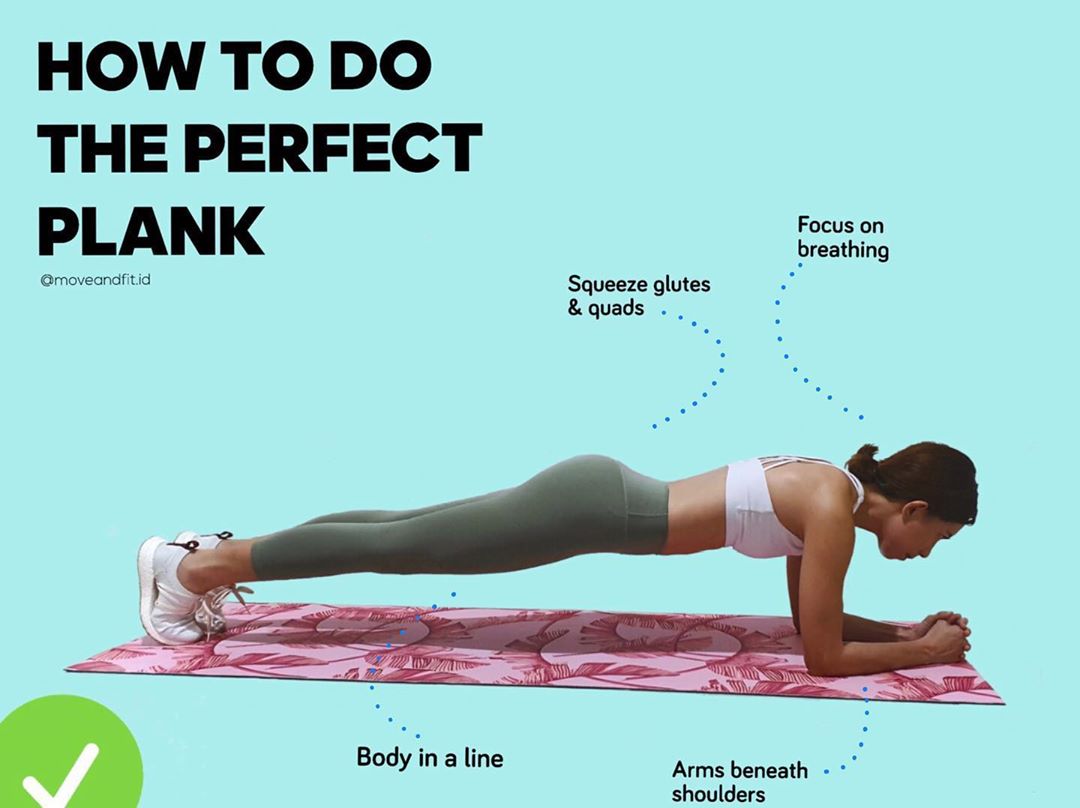 HOW TO DO
THE PERFECT
PLANK
@moveandfit.id
Focus on
breathing
Squeeze glutes
& quads
Body in a line
Arms beneath
shoulders